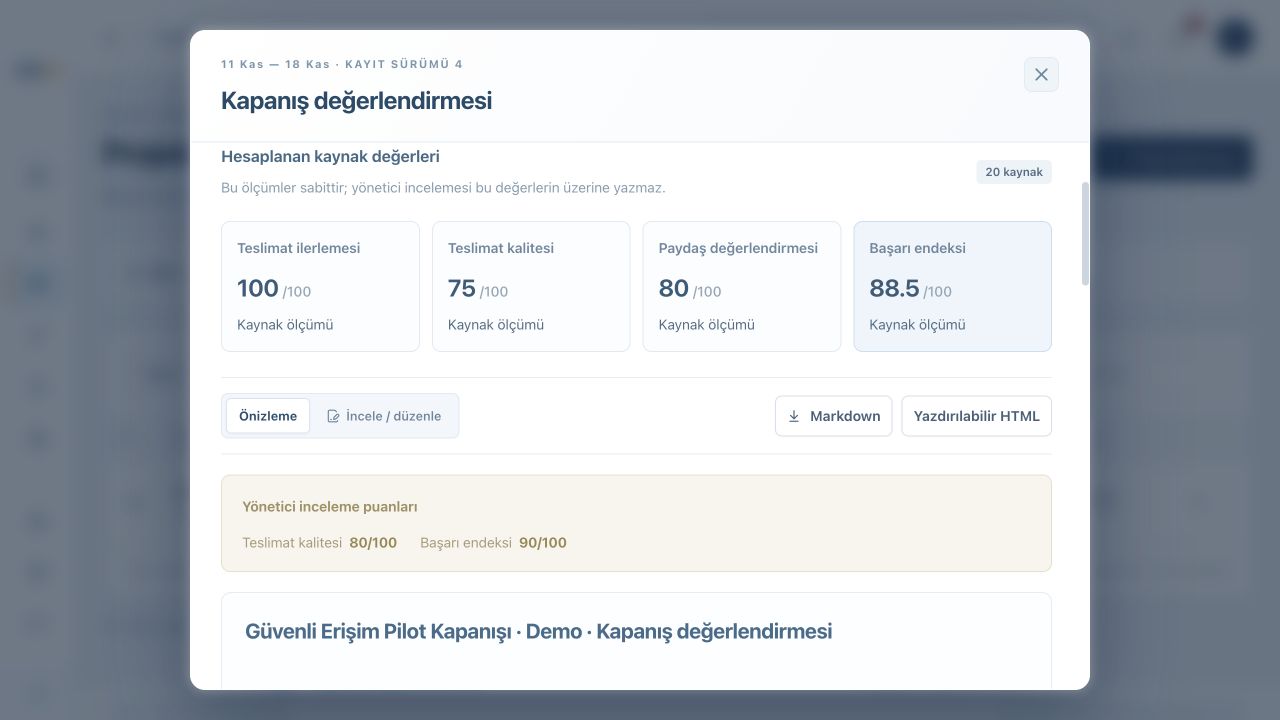 11 Kas — 18 Kas · KAYIT SÜRÜMÜ 4
Kapanış değerlendirmesi
Hesaplanan kaynak değerleri
Bu ölçümler sabittir; yönetici incelemesi bu değerlerin üzerine yazmaz.
20 kaynak
Teslimat ilerlemesi
100 /100
Kaynak ölçümü
Teslimat kalitesi
75 /100
Kaynak ölçümü
Paydaş değerlendirmesi
80 /100
Kaynak ölçümü
Başarı endeksi
88.5 /100
Kaynak ölçümü
Önizleme
İncele / düzenle
Markdown
Yazdırılabilir HTML
Yönetici inceleme puanları
Teslimat kalitesi 80/100 Başarı endeksi 90/100
Güvenli Erişim Pilot Kapanışı · Demo · Kapanış değerlendirmesi